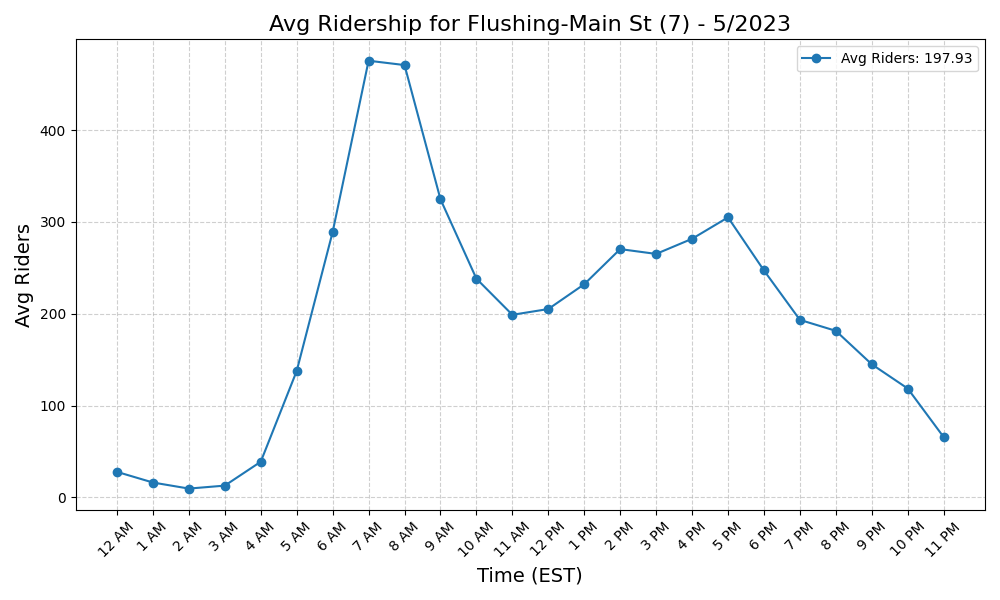 Avg Ridership for Flushing-Main St (7) - 5/2023
Avg Riders: 197.93
Avg Riders
400
300
200
100
0
12 AM
1 AM
2 AM
3 AM
4 AM
5 AM
6 AM
7 AM
8 AM
9 AM
10 AM
11 AM
12 PM
1 PM
2 PM
3 PM
4 PM
5 PM
6 PM
7 PM
8 PM
9 PM
10 PM
11 PM
Time (EST)